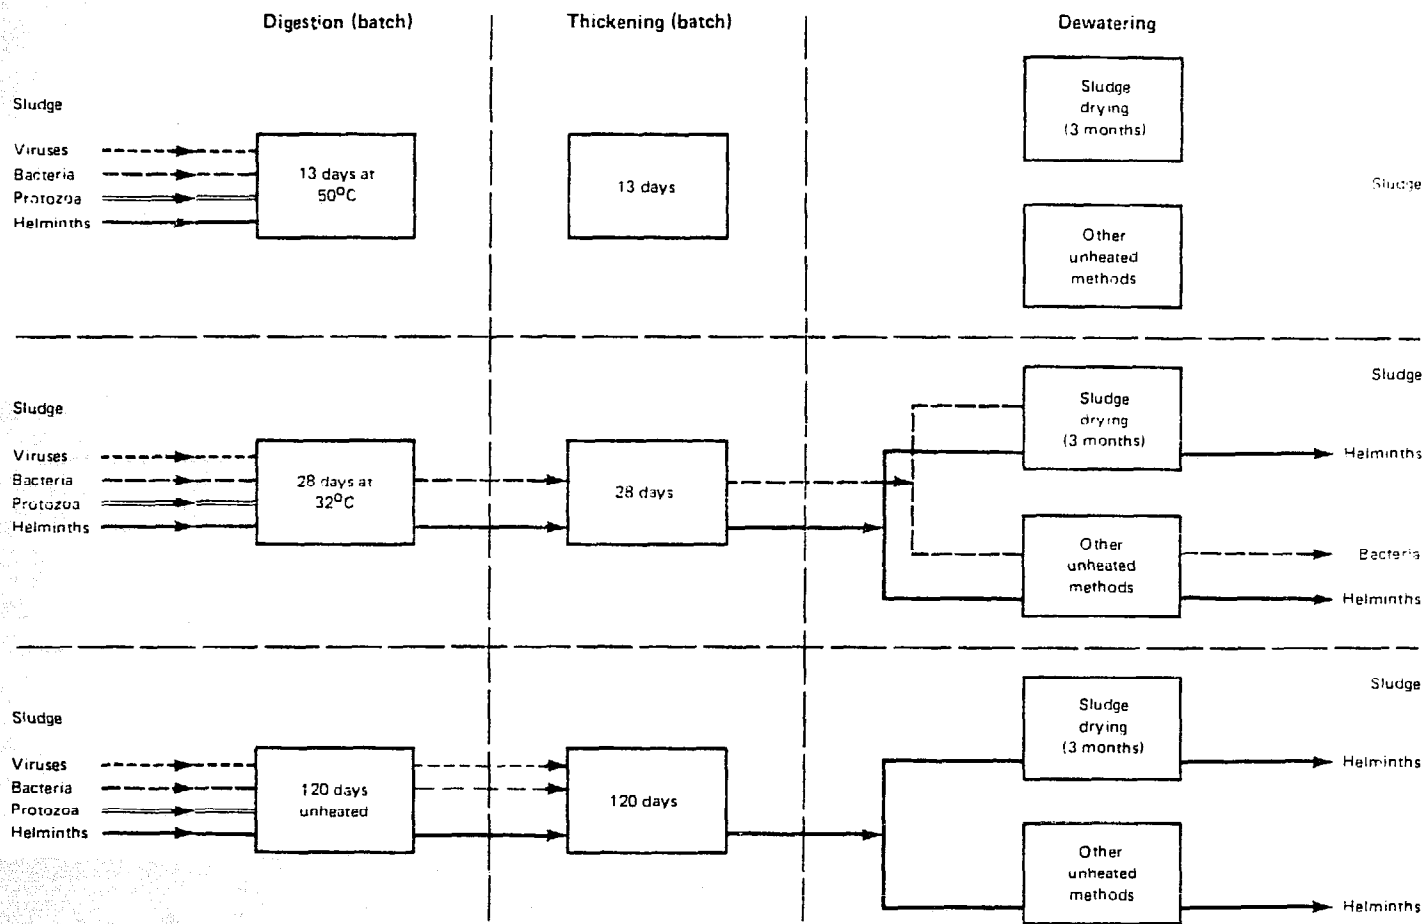 Digestion (batch)
Thickening (batch)
Dewatering
Sludge
Viruses
Bacteria
Protozoa
Helminths
13 days at
50°C
13 days
Sludge
drying
(3 months)
Other
unheated
methods
Sludge
Sludge
Viruses
Bacteria
Protozoa
Helminths
28 days at
32°C
28 days
Sludge
drying
(3 months)
Other
unheated
methods
Sludge
Helminths
Bacteria
Helminths
Sludge
Viruses
Bacteria
Protozoa
Helminths
120 days
unheated
120 days
Sludge
drying
(3 months)
Other
unheated
methods
Sludge
Helminths
Helminths